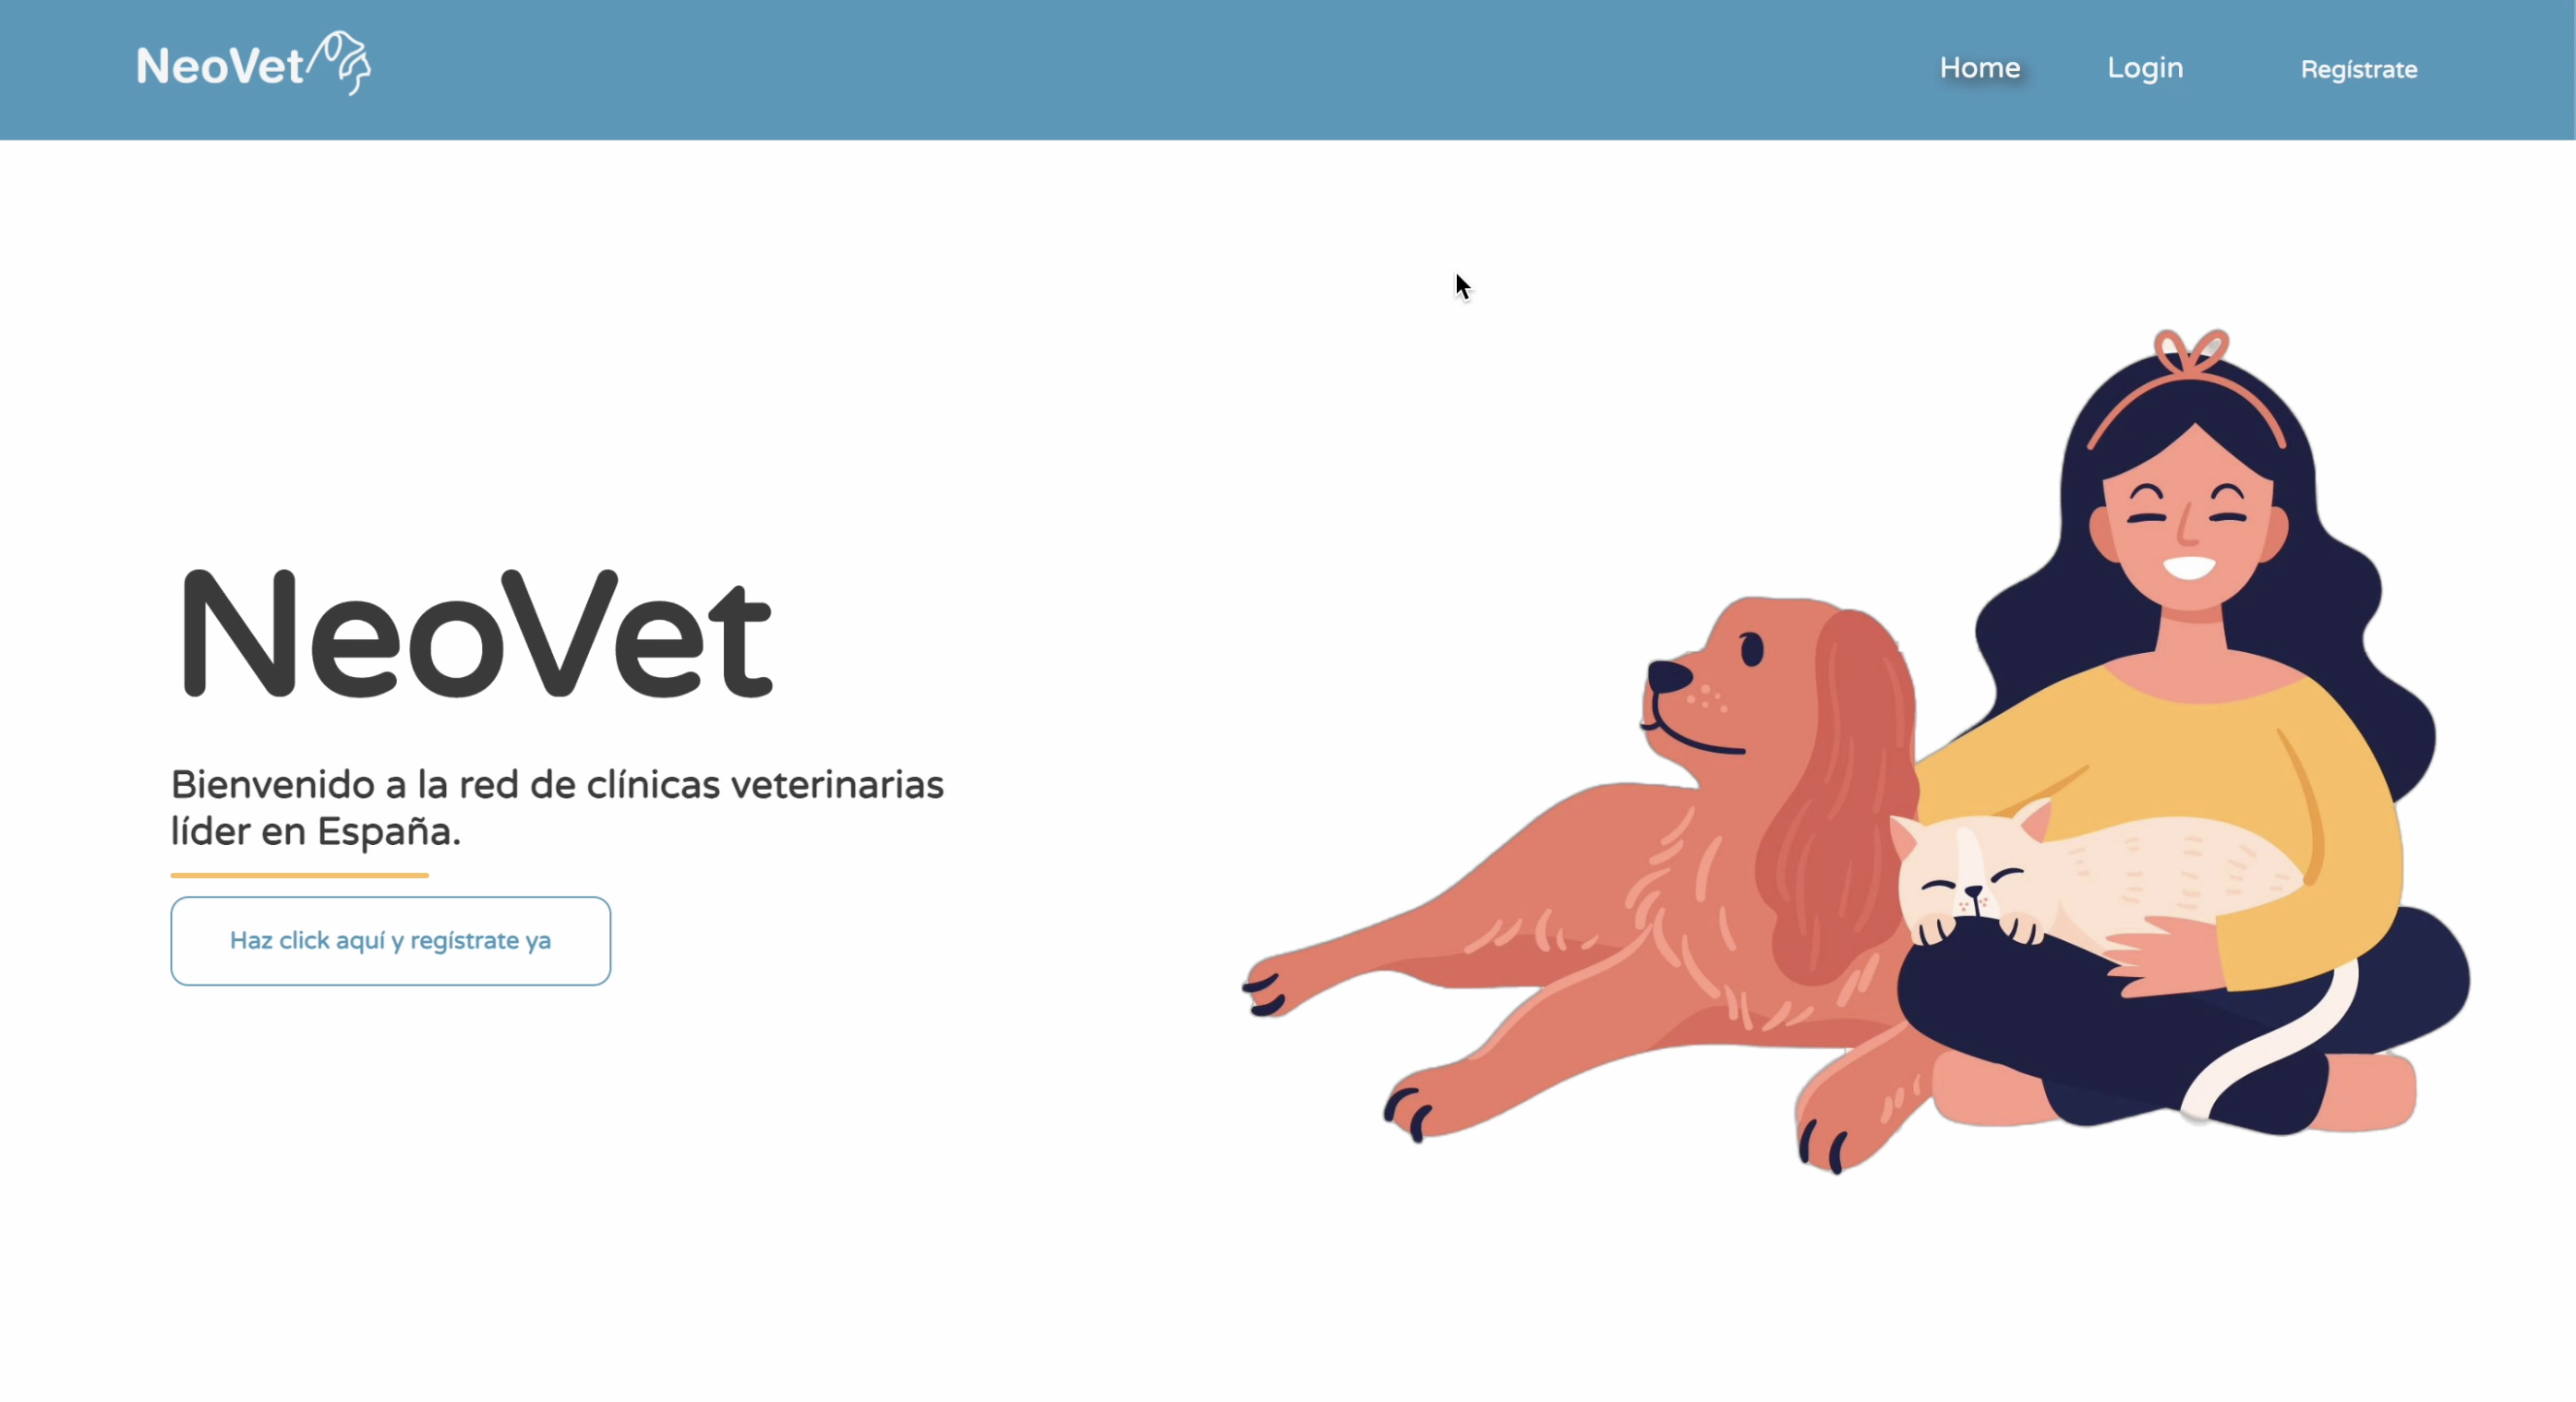 NeoVet
Home
Login
Regístrate
NeoVet
Bienvenido a la red de clínicas veterinarias
líder en España.
Haz click aquí y regístrate ya